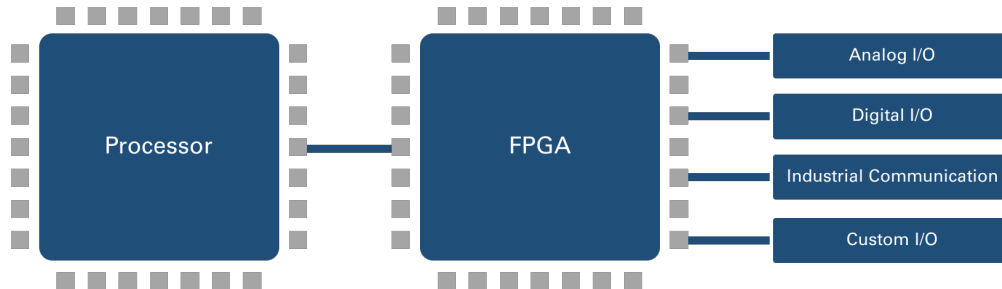 Processor
FPGA
Analog I/O
Digital I/O
Industrial Communication
Custom I/O